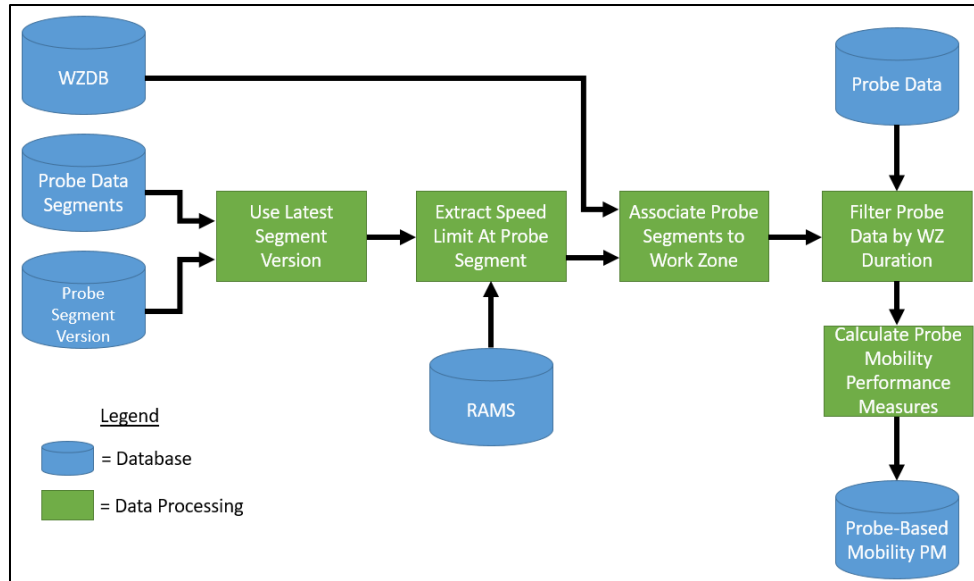 WZDB
Probe Data
Segments
Probe
Segment
Version
Use Latest
Segment
Version
Extract Speed
Limit At Probe
Segment
RAMS
Associate Probe
Segments to
Work Zone
Probe Data
Filter Probe
Data by WZ
Duration
Calculate Probe
Mobility
Performance
Measures
Probe-Based
Mobility PM
Legend
= Database
= Data Processing